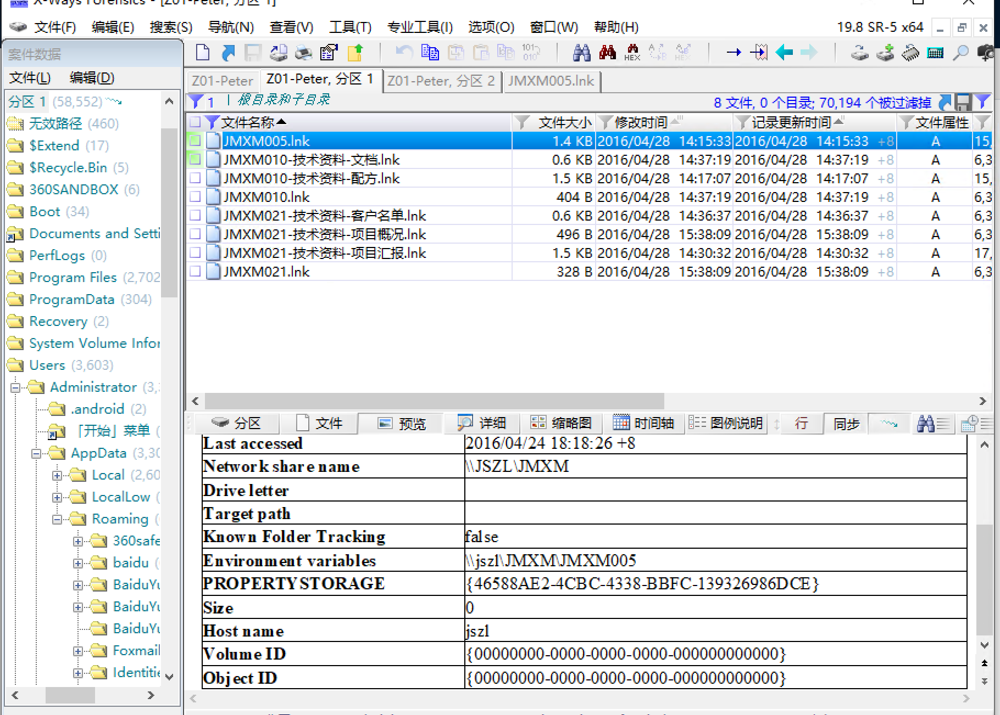 X-Ways Forensics - [Z01-Peter, 分区 1]
文件(F) 编辑(E) 搜索(S) 导航(N) 查看(V) 工具(T) 专业工具(I) 选项(O) 窗口(W) 帮助(H) 19.8 SR-5 x64
案件数据
文件(L) 编辑(D)
Z01-Peter Z01-Peter, 分区 1 Z01-Peter, 分区 2 JMXM005.lnk
1 根目录和子目录 8 文件, 0 个目录; 70,194 个被过滤掉
文件名称 文件大小 修改时间 记录更新时间 文件属性
JMXM005.lnk 1.4 KB 2016/04/28 14:15:33 2016/04/28 14:15:33 +8 A 15,
JMXM010-技术资料-文档.lnk 0.6 KB 2016/04/28 14:37:19 2016/04/28 14:37:19 +8 A 6,3
JMXM010-技术资料-配方.lnk 1.5 KB 2016/04/28 14:17:07 2016/04/28 14:17:07 +8 A 15,
JMXM010.lnk 404 B 2016/04/28 14:37:19 2016/04/28 14:37:19 +8 A 6,3
JMXM021-技术资料-客户名单.lnk 0.6 KB 2016/04/28 14:36:37 2016/04/28 14:36:37 +8 A 6,3
JMXM021-技术资料-项目概况.lnk 496 B 2016/04/28 15:38:09 2016/04/28 15:38:09 +8 A 6,3
JMXM021-技术资料-项目汇报.lnk 1.5 KB 2016/04/28 14:30:32 2016/04/28 14:30:32 +8 A 17,
JMXM021.lnk 328 B 2016/04/28 15:38:09 2016/04/28 15:38:09 +8 A 6,3
分区 1 (58,552)
无效路径 (460)
$Extend (17)
$Recycle.Bin (5)
360SANDBOX (6)
Boot (34)
Documents and Setti
PerfLogs (0)
Program Files (2,702
ProgramData (304)
Recovery (2)
System Volume Infor
Users (3,603)
Administrator (3,
.android (2)
「开始」菜单 (
AppData (3,30
Local (2,60
LocalLow (
Roaming (
360safe
baidu (
BaiduYu
BaiduYu
BaiduYu
Foxmail
Identitie
分区 文件 预览 详细 缩略图 时间轴 图例说明 行 同步
Last accessed 2016/04/24 18:18:26 +8
Network share name \\JSZL\JMXM
Drive letter
Target path
Known Folder Tracking false
Environment variables \\jszl\JMXM\JMXM005
PROPERTYSTORAGE {46588AE2-4CBC-4338-BBFC-139326986DCE}
Size 0
Host name jszl
Volume ID {00000000-0000-0000-0000-000000000000}
Object ID {00000000-0000-0000-0000-000000000000}